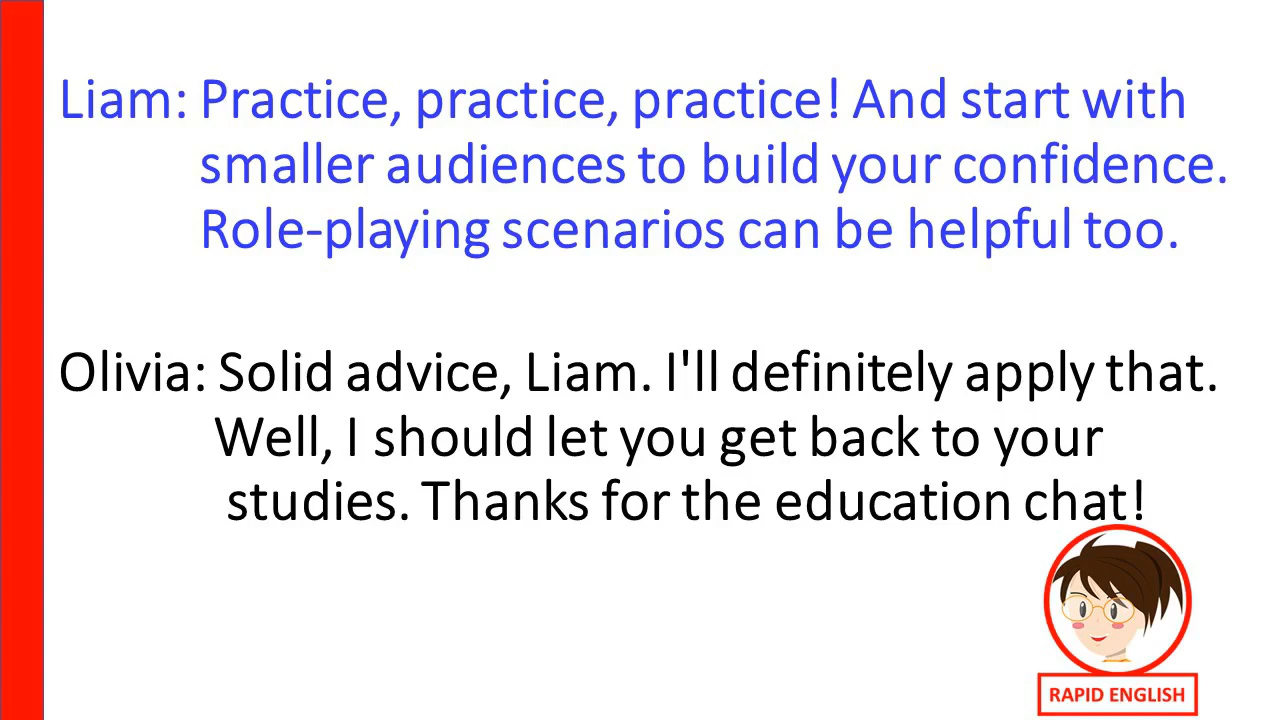 Liam: Practice, practice, practice! And start with
smaller audiences to build your confidence.
Role-playing scenarios can be helpful too.
Olivia: Solid advice, Liam. I'll definitely apply that.
Well, I should let you get back to your
studies. Thanks for the education chat!
RAPID ENGLISH